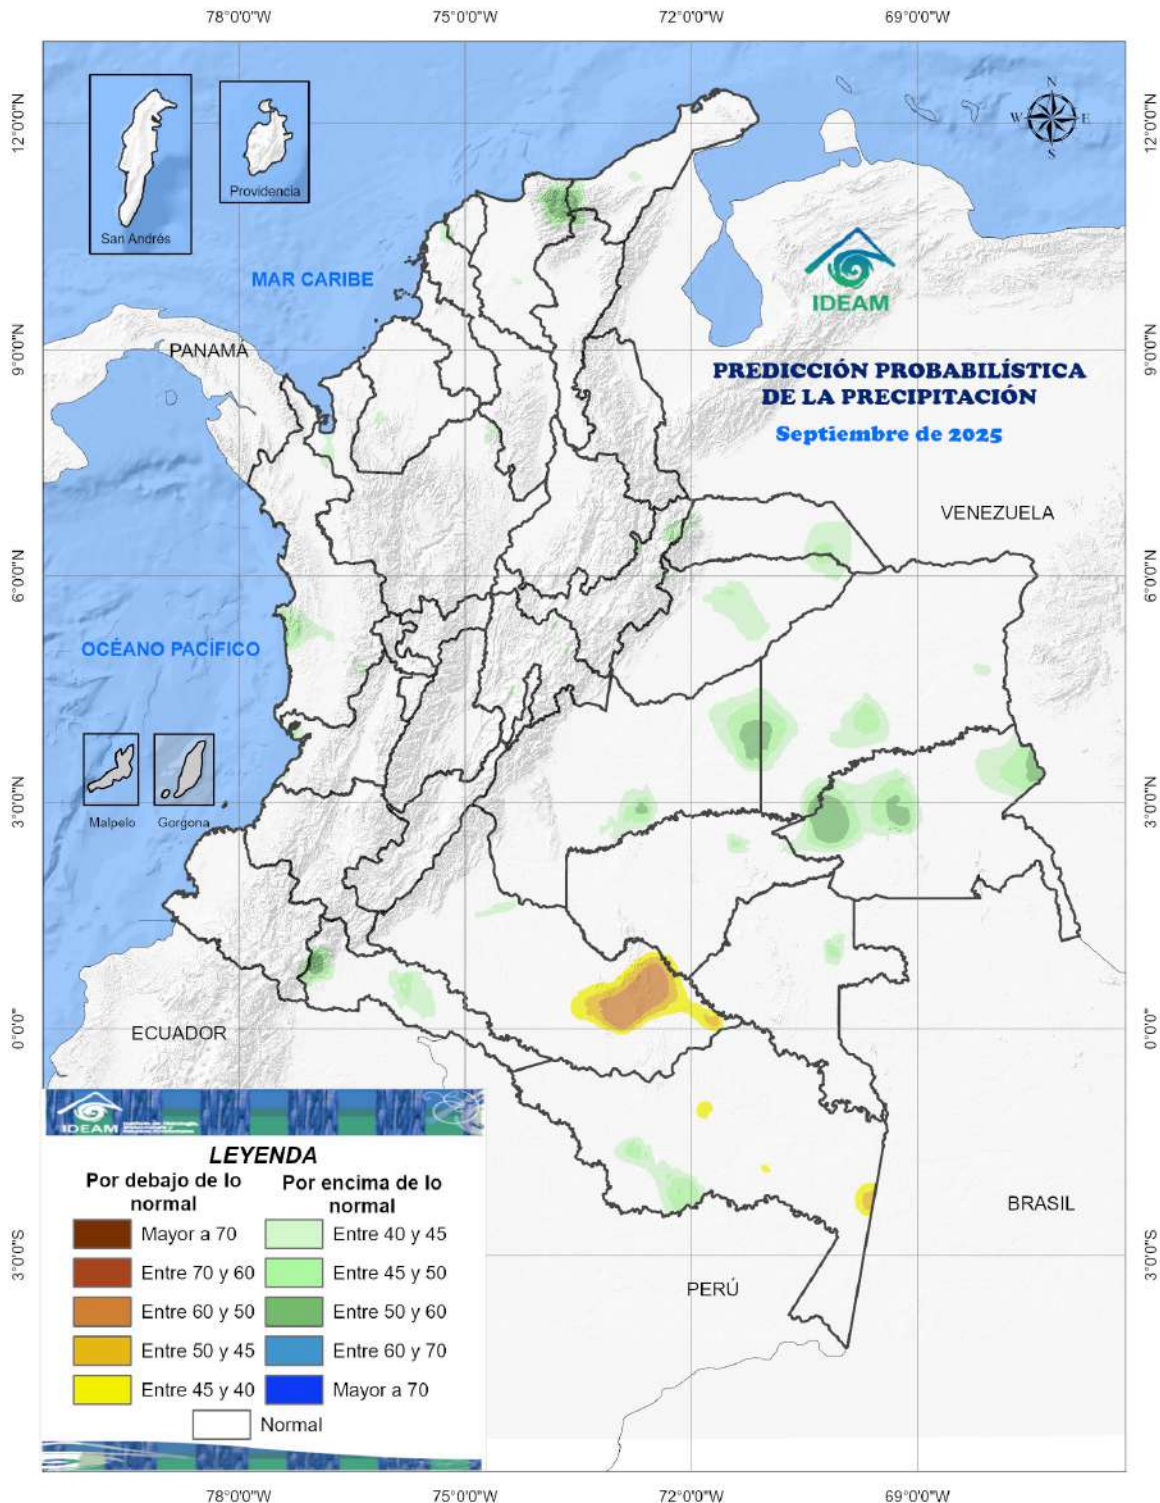 78°0'0"W
75°0'0"W
72°0'0"W
69°0'0"W
12°0'0"N
12°0'0"N
N
W
E
S
San Andrés
Providencia
MAR CARIBE
IDEAM
9°0'0"N
9°0'0"N
PANAMÁ
PREDICCIÓN PROBABILÍSTICA
DE LA PRECIPITACIÓN
Septiembre de 2025
VENEZUELA
6°0'0"N
6°0'0"N
OCÉANO PACÍFICO
3°0'0"N
3°0'0"N
Malpelo
Gorgona
ECUADOR
0°0'0"
0°0'0"
IDEAM
LEYENDA
Por debajo de lo
normal
Por encima de lo
normal
Mayor a 70
Entre 40 y 45
Entre 70 y 60
Entre 45 y 50
Entre 60 y 50
Entre 50 y 60
Entre 50 y 45
Entre 60 y 70
Entre 45 y 40
Mayor a 70
Normal
BRASIL
PERÚ
3°0'0"S
3°0'0"S
78°0'0"W
75°0'0"W
72°0'0"W
69°0'0"W